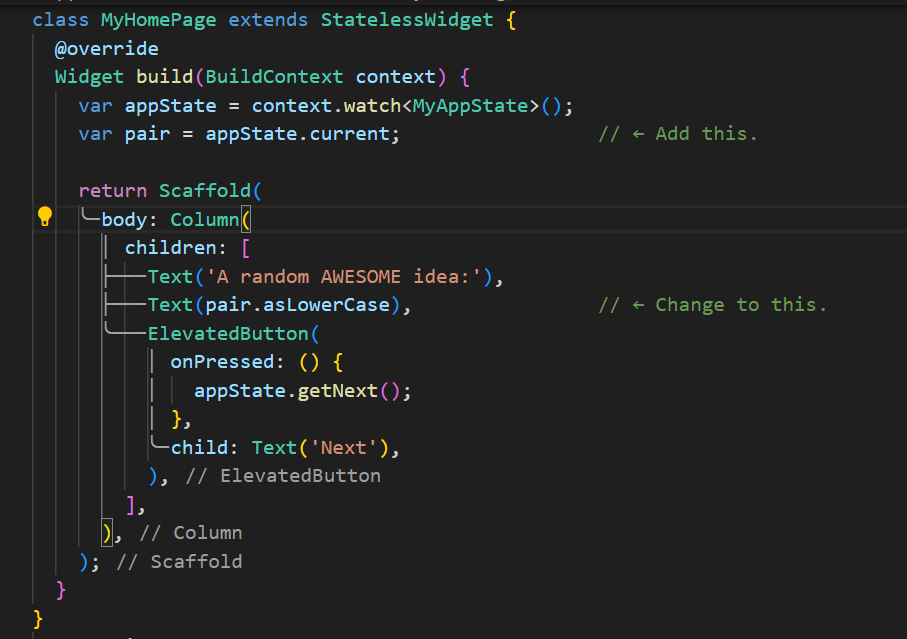 class MyHomePage extends StatelessWidget {
@override
Widget build(BuildContext context) {
var appState = context.watch<MyAppState>();
var pair = appState.current; // ← Add this.
return Scaffold(
body: Column(
children: [
Text('A random AWESOME idea:'),
Text(pair.asLowerCase), // ← Change to this.
ElevatedButton(
onPressed: () {
appState.getNext();
},
child: Text('Next'),
), // ElevatedButton
],
), // Column
); // Scaffold
}
}